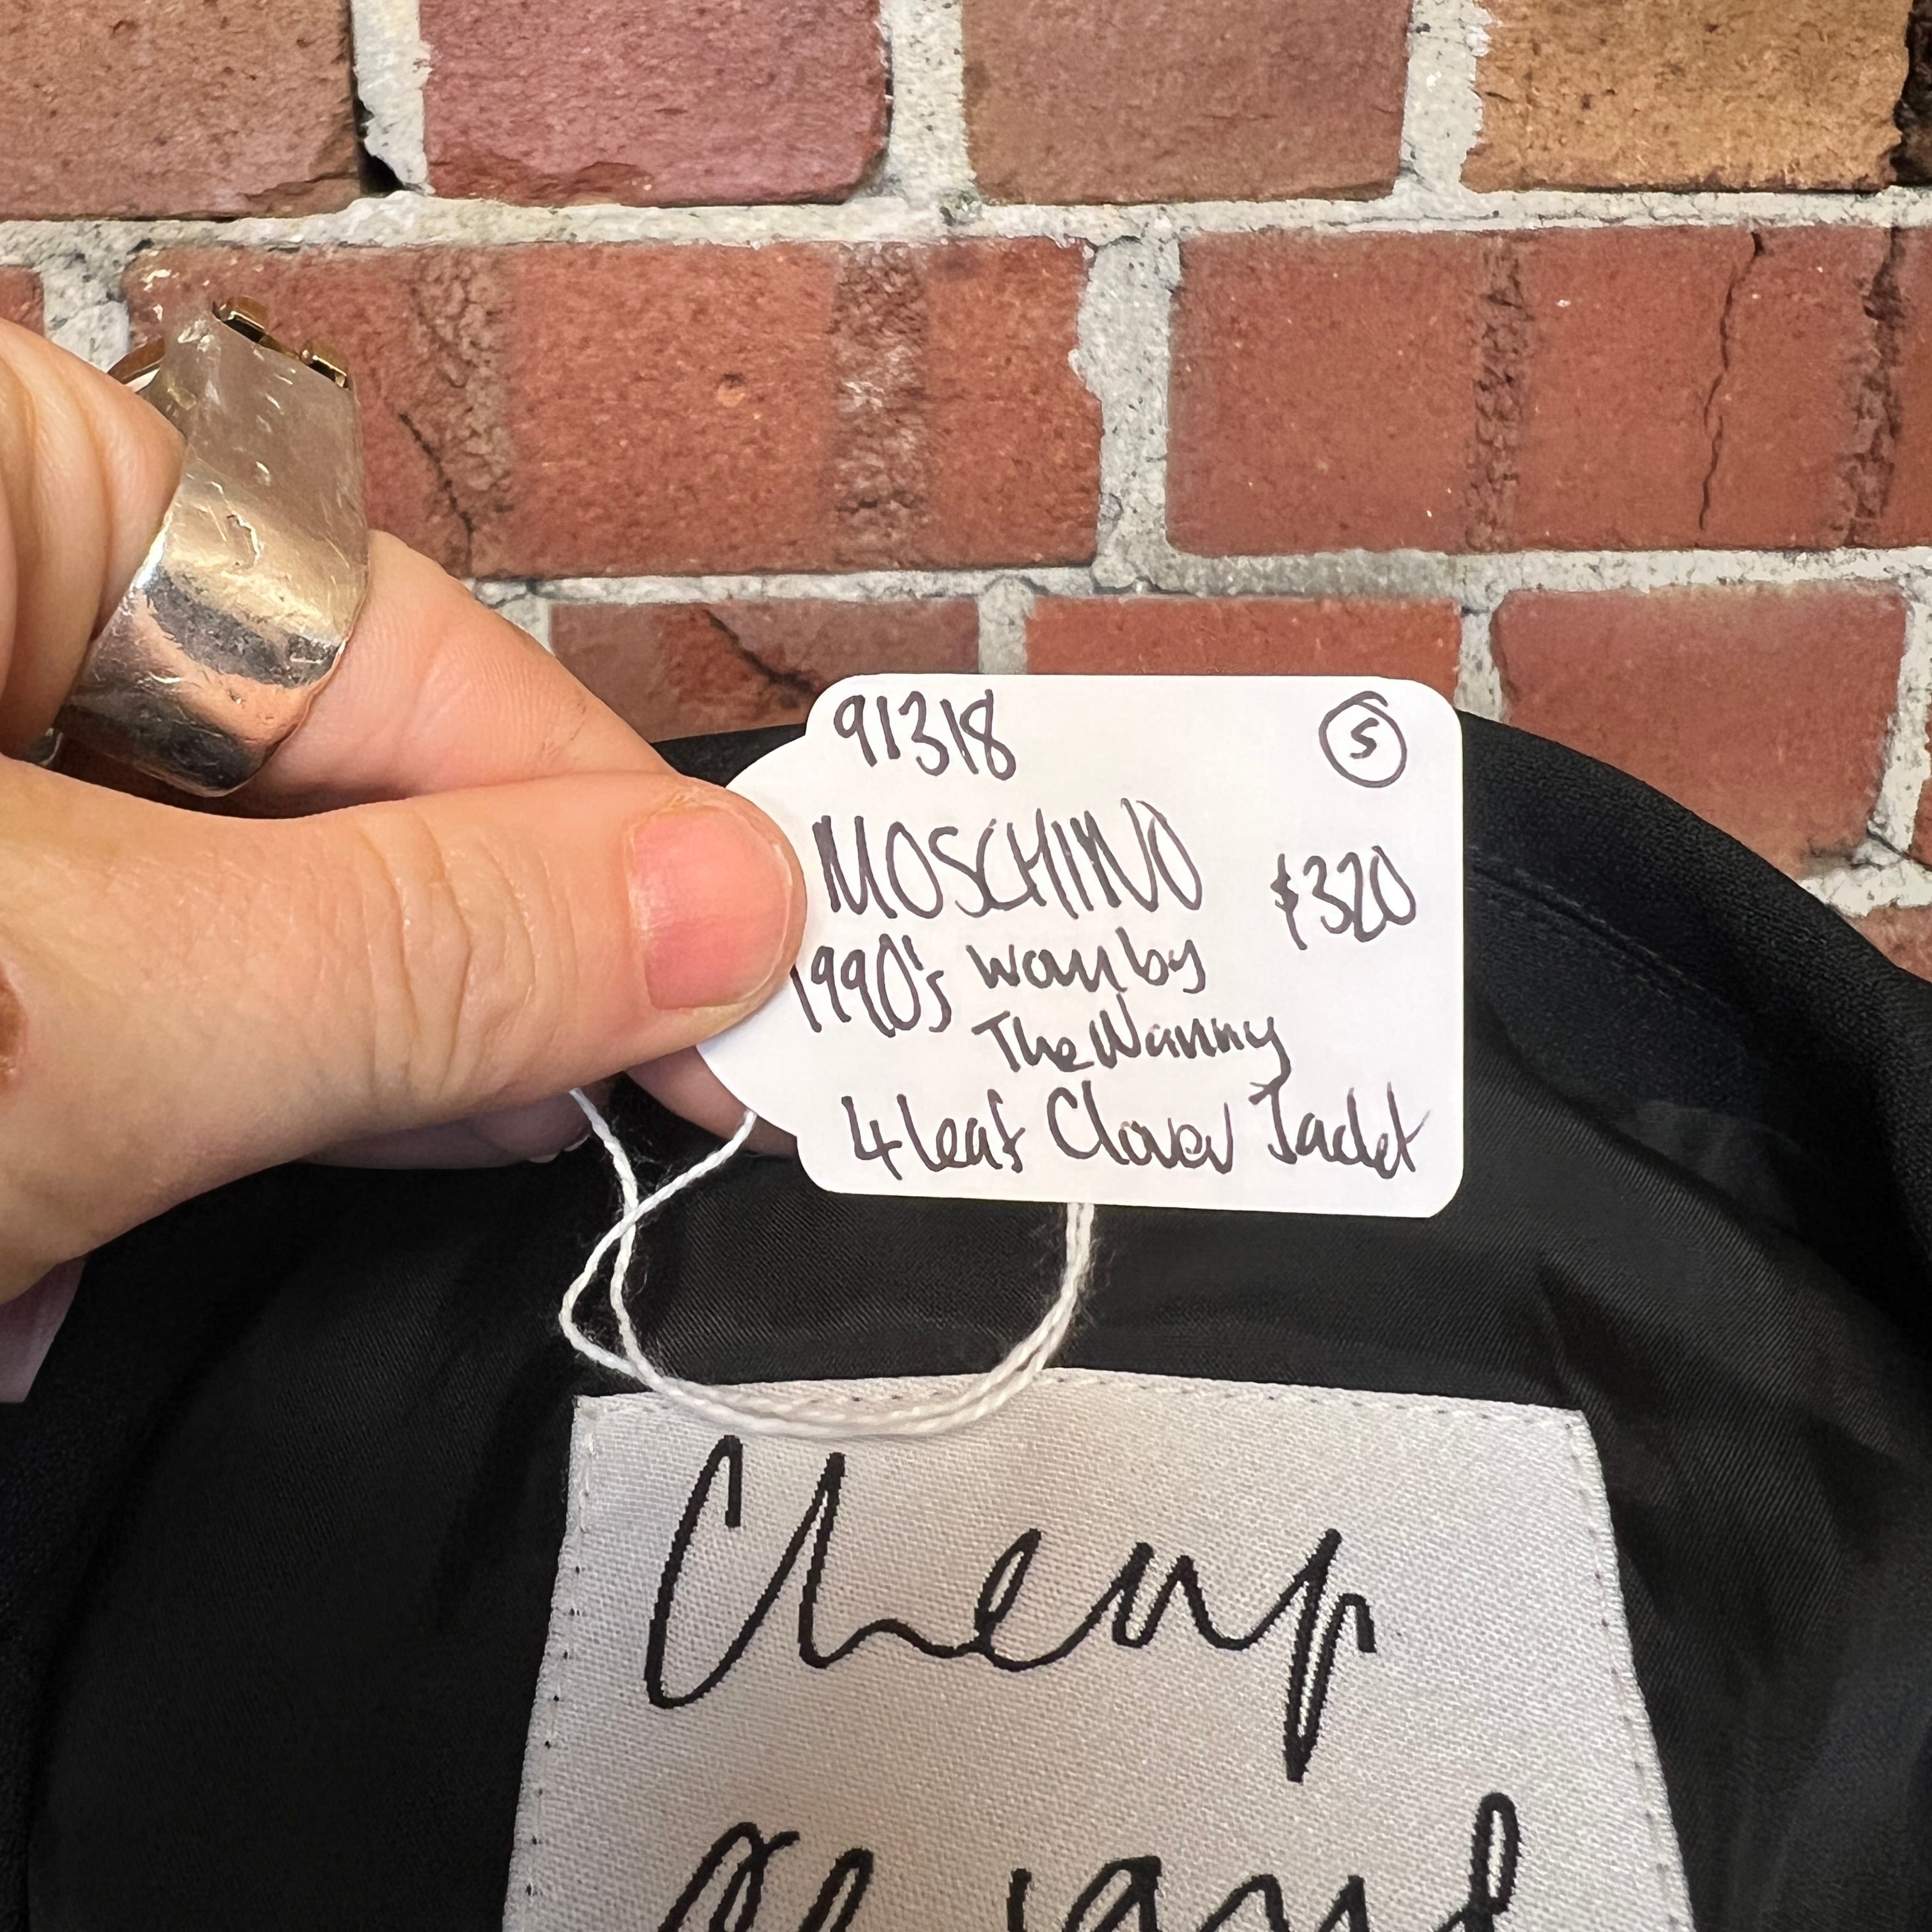 91318 S
MOSCHINO $320
1990's worn by
The Nanny
4 leaf Clover Jacket
Cheap